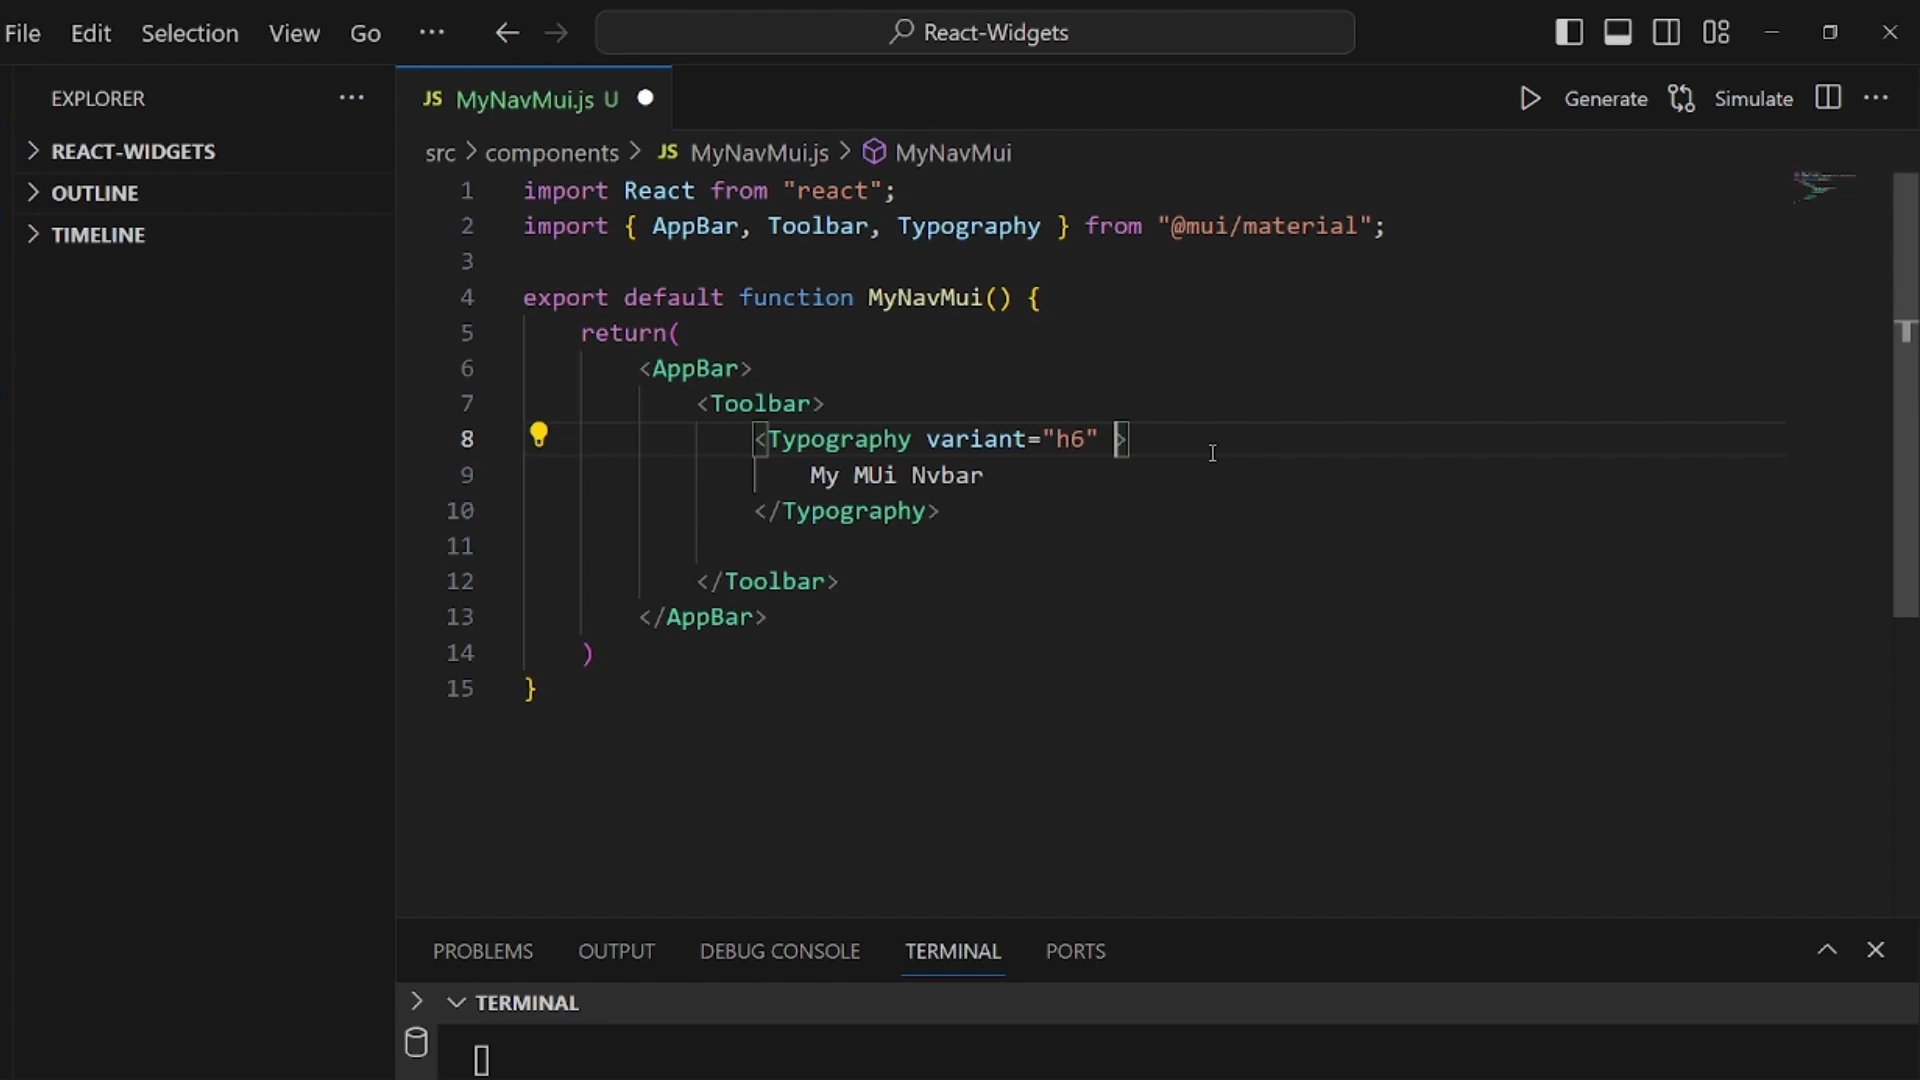 File Edit Selection View Go ··· React-Widgets
EXPLORER ···
REACT-WIDGETS
OUTLINE
TIMELINE
JS MyNavMui.js U
Generate Simulate ···
src > components > JS MyNavMui.js > MyNavMui
1 import React from "react";
2 import { AppBar, Toolbar, Typography } from "@mui/material";
3
4 export default function MyNavMui() {
5 return(
6 <AppBar>
7 <Toolbar>
8 <Typography variant="h6" >
9 My MUi Nvbar
10 </Typography>
11
12 </Toolbar>
13 </AppBar>
14 )
15 }
PROBLEMS OUTPUT DEBUG CONSOLE TERMINAL PORTS
TERMINAL